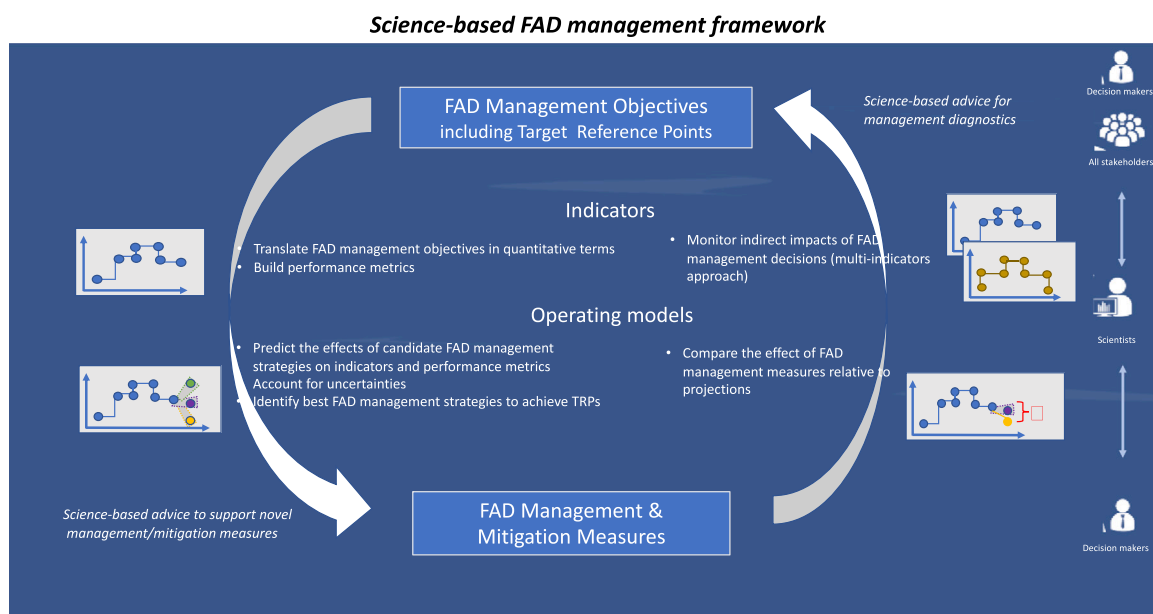 Science-based FAD management framework
Decision makers
FAD Management Objectives
including Target Reference Points
Science-based advice for
management diagnostics
All stakeholders
Indicators
• Translate FAD management objectives in quantitative terms
• Build performance metrics
• Monitor indirect impacts of FAD
management decisions (multi-indicators
approach)
Operating models
Scientists
• Predict the effects of candidate FAD management
strategies on indicators and performance metrics
Account for uncertainties
• Identify best FAD management strategies to achieve TRPs
• Compare the effect of FAD
management measures relative to
projections
Science-based advice to support novel
management/mitigation measures
FAD Management &
Mitigation Measures
Decision makers